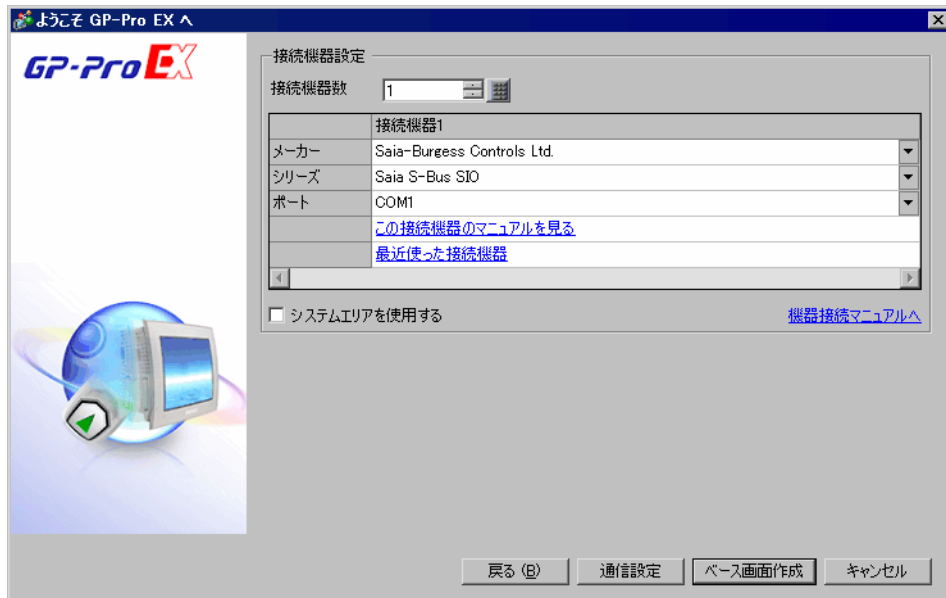 ようこそ GP-Pro EX へ
GP-Pro EX
接続機器設定
接続機器数 1
接続機器1
メーカー Saia-Burgess Controls Ltd.
シリーズ Saia S-Bus SIO
ポート COM1
この接続機器のマニュアルを見る
最近使った接続機器
システムエリアを使用する 機器接続マニュアルへ
戻る (B) 通信設定 ベース画面作成 キャンセル